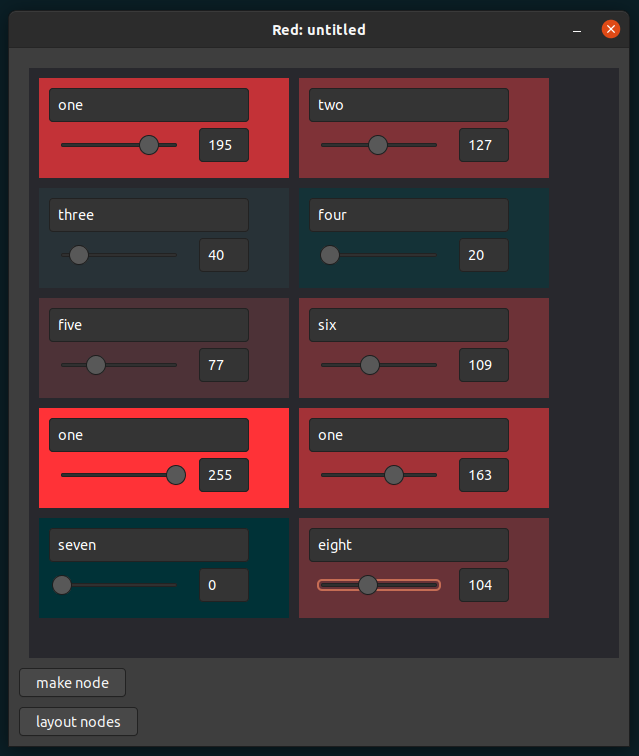 Red: untitled
one
two
195
127
three
four
40
20
five
six
77
109
one
one
255
163
seven
eight
0
104
make node
layout nodes